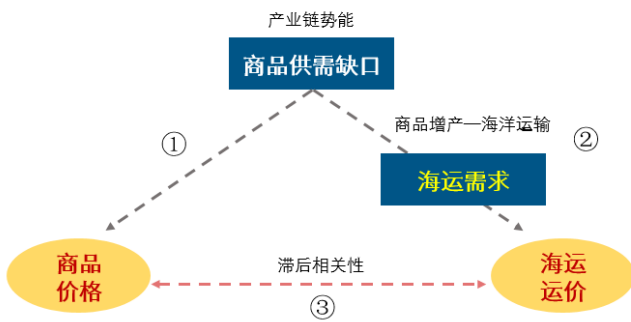 产业链势能
商品供需缺口
①
商品增产—海洋运输
②
海运需求
商品
价格
滞后相关性
③
海运
运价